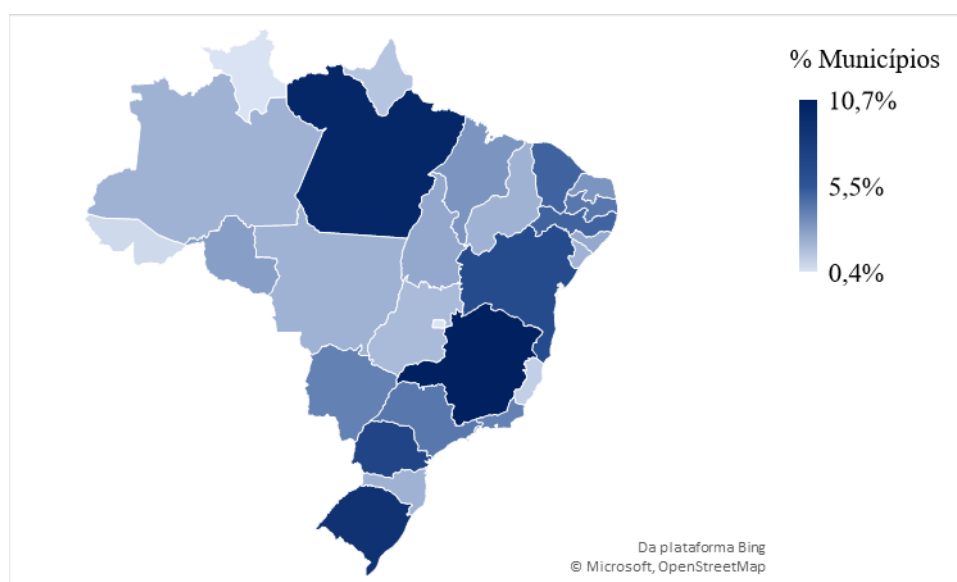 % Municípios
10,7%
5,5%
0,4%
Da plataforma Bing
© Microsoft, OpenStreetMap